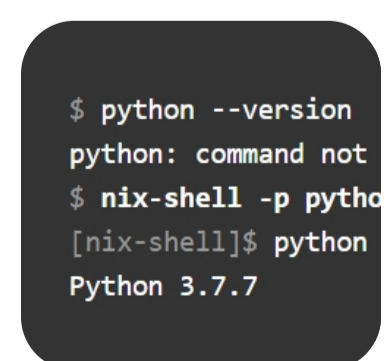 $ python --version
python: command not
$ nix-shell -p pytho
[nix-shell]$ python
Python 3.7.7